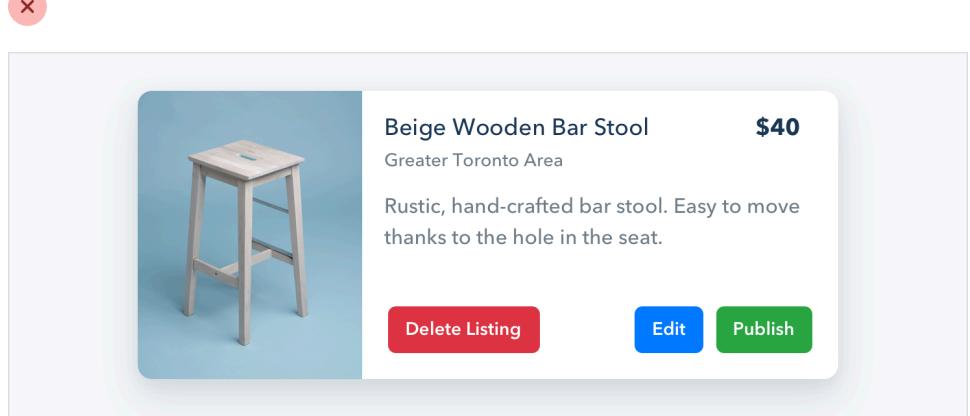 Beige Wooden Bar Stool $40
Greater Toronto Area
Rustic, hand-crafted bar stool. Easy to move
thanks to the hole in the seat.
Delete Listing Edit Publish